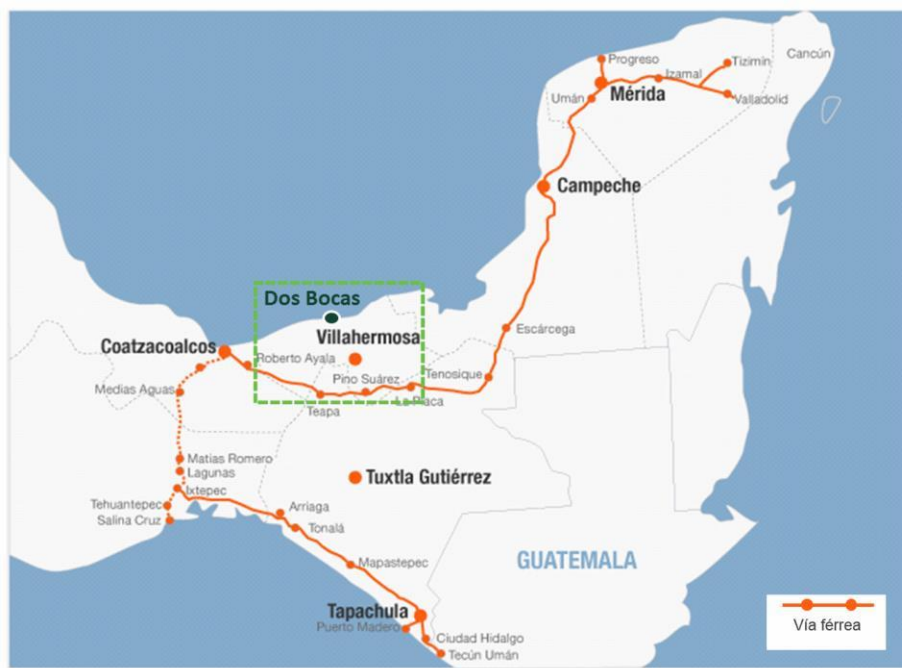 Progreso
Tizimín
Cancún
Izamal
Mérida
Umán
Valladolid
Campeche
Dos Bocas
Villahermosa
Escárcega
Coatzacoalcos
Roberto Ayala
Pino Suárez
Tenosique
Medias Aguas
La Placa
Teapa
Matias Romero
Lagunas
Tuxtla Gutiérrez
Ixtepec
Tehuantepec
Arriaga
Salina Cruz
Tonalá
Mapastepec
GUATEMALA
Tapachula
Puerto Madero
Ciudad Hidalgo
Tecún Umán
Vía férrea